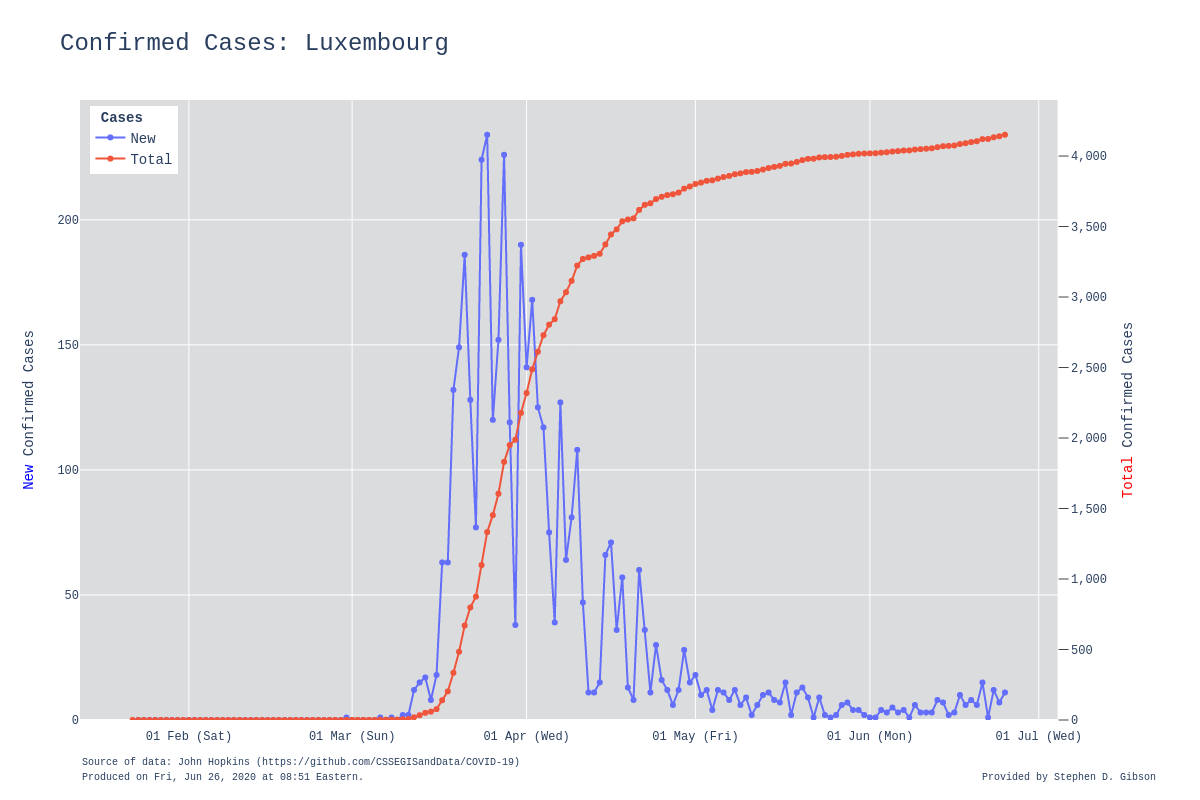 Confirmed Cases: Luxembourg
Cases
New
Total
200
150
100
50
0
New Confirmed Cases
4,000
3,500
3,000
2,500
2,000
1,500
1,000
500
0
Total Confirmed Cases
01 Feb (Sat)
01 Mar (Sun)
01 Apr (Wed)
01 May (Fri)
01 Jun (Mon)
01 Jul (Wed)
Source of data: John Hopkins (https://github.com/CSSEGISandData/COVID-19)
Produced on Fri, Jun 26, 2020 at 08:51 Eastern.
Provided by Stephen D. Gibson